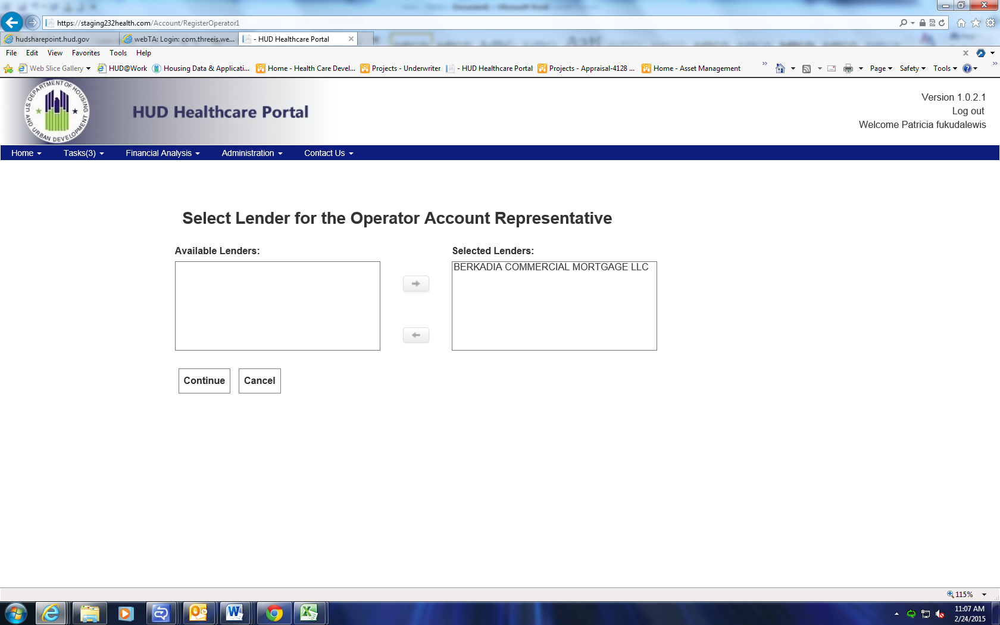 https://staging232health.com/Account/RegisterOperator1
hudsharepoint.hud.gov
webTA: Login: com.threeis.we...
- HUD Healthcare Portal
File Edit View Favorites Tools Help
Web Slice Gallery HUD@Work Housing Data & Applicati... Home - Health Care Devel... Projects - Underwriter - HUD Healthcare Portal Projects - Appraisal-4128 ... Home - Asset Management
Page Safety Tools
U.S. DEPARTMENT OF HOUSING AND URBAN DEVELOPMENT
HUD Healthcare Portal
Version 1.0.2.1
Log out
Welcome Patricia fukudalewis
Home Tasks(3) Financial Analysis Administration Contact Us
Select Lender for the Operator Account Representative
Available Lenders: Selected Lenders:
BERKADIA COMMERCIAL MORTGAGE LLC
Continue Cancel
115%
11:07 AM
2/24/2015